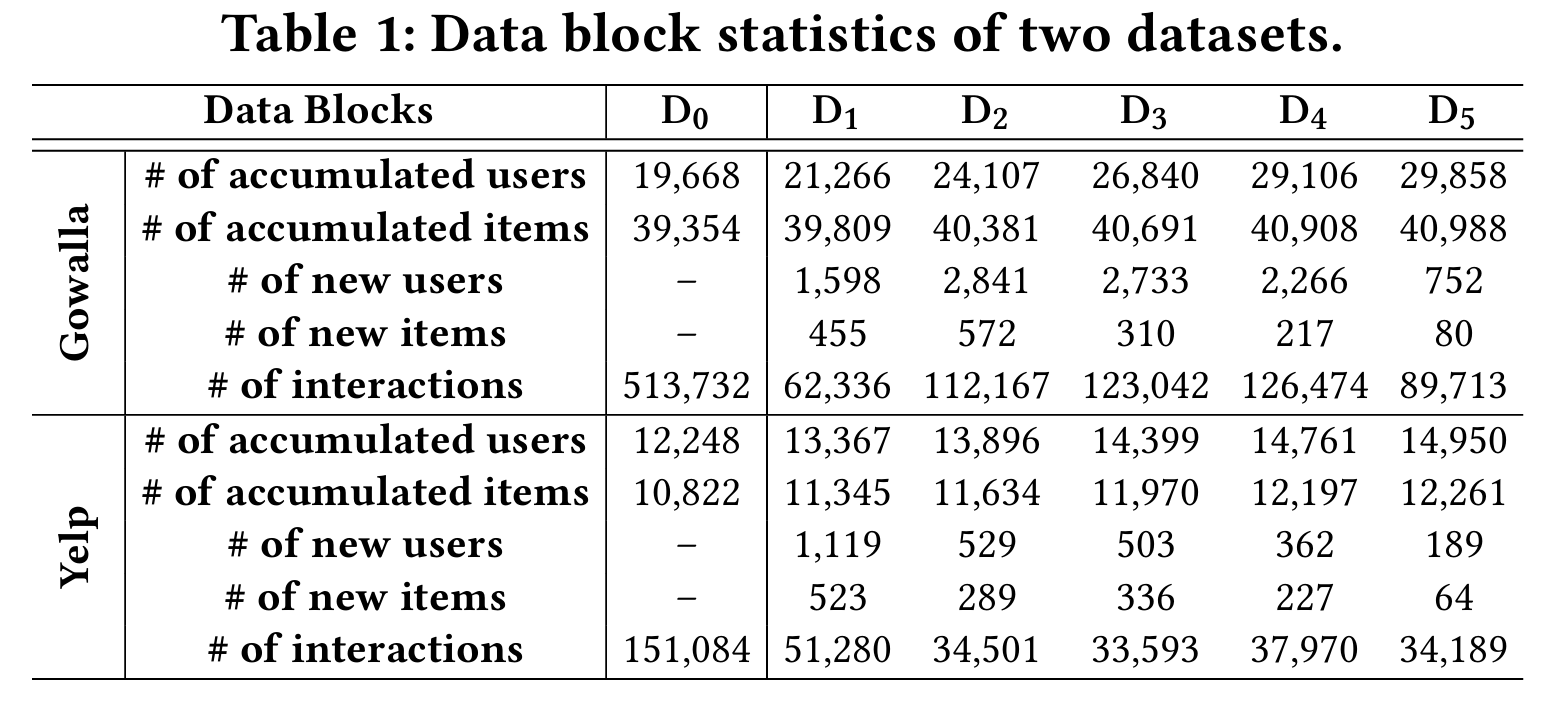 Table 1: Data block statistics of two datasets.
Data Blocks D0 D1 D2 D3 D4 D5
Gowalla
# of accumulated users 19,668 21,266 24,107 26,840 29,106 29,858
# of accumulated items 39,354 39,809 40,381 40,691 40,908 40,988
# of new users – 1,598 2,841 2,733 2,266 752
# of new items – 455 572 310 217 80
# of interactions 513,732 62,336 112,167 123,042 126,474 89,713
Yelp
# of accumulated users 12,248 13,367 13,896 14,399 14,761 14,950
# of accumulated items 10,822 11,345 11,634 11,970 12,197 12,261
# of new users – 1,119 529 503 362 189
# of new items – 523 289 336 227 64
# of interactions 151,084 51,280 34,501 33,593 37,970 34,189